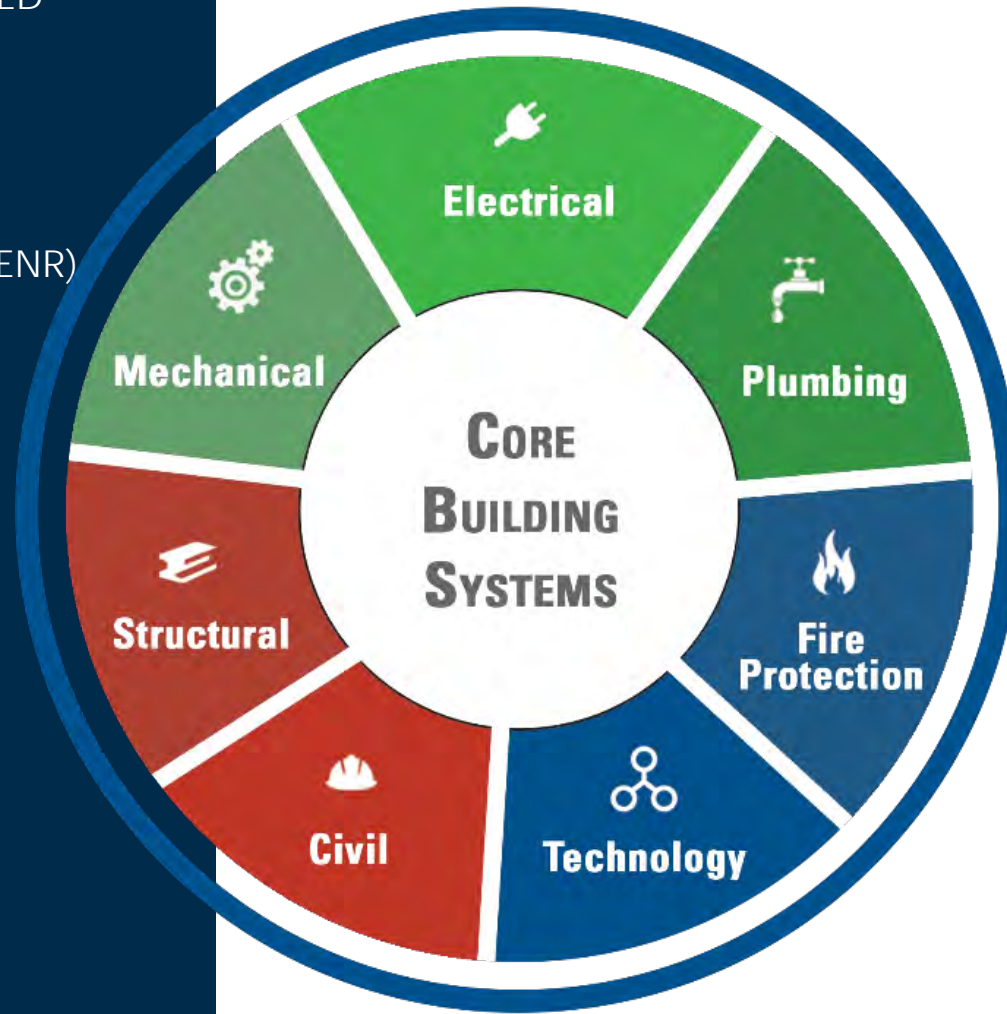 ENR)
Electrical
Mechanical
Plumbing
CORE
BUILDING
SYSTEMS
Structural
Fire
Protection
Civil
Technology